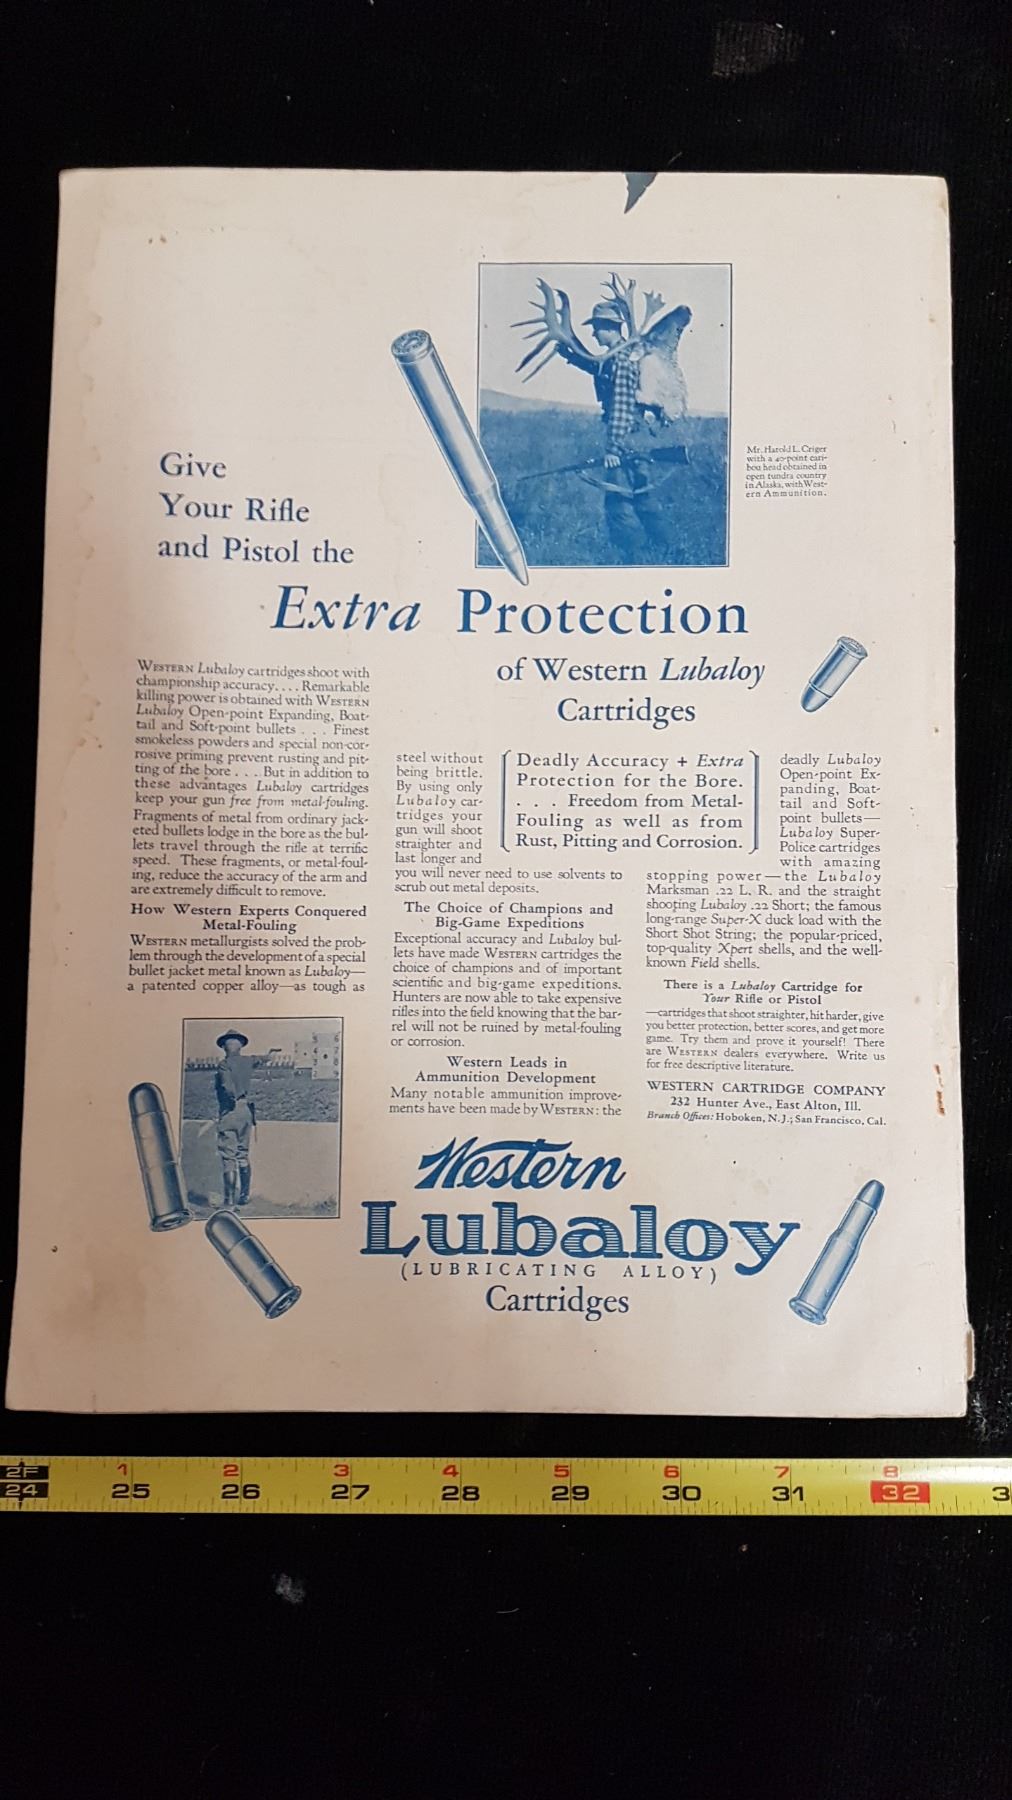 Mr. Harold L. Criger
with a 40-point cari-
bou head obtained in
open tundra country
in Alaska, with West-
ern Ammunition.
Give
Your Rifle
and Pistol the
Extra Protection
of Western Lubaloy
Cartridges
WESTERN Lubaloy cartridges shoot with
championship accuracy.... Remarkable
killing power is obtained with WESTERN
Lubaloy Open-point Expanding, Boat-
tail and Soft-point bullets . . . Finest
smokeless powders and special non-cor-
rosive priming prevent rusting and pit-
ting of the bore . . . But in addition to
these advantages Lubaloy cartridges
keep your gun free from metal-fouling.
Fragments of metal from ordinary jack-
eted bullets lodge in the bore as the bul-
lets travel through the rifle at terrific
speed. These fragments, or metal-foul-
ing, reduce the accuracy of the arm and
are extremely difficult to remove.
How Western Experts Conquered
Metal-Fouling
WESTERN metallurgists solved the prob-
lem through the development of a special
bullet jacket metal known as Lubaloy—
a patented copper alloy—as tough as
steel without
being brittle.
By using only
Lubaloy car-
tridges your
gun will shoot
straighter and
last longer and
you will never need to use solvents to
scrub out metal deposits.
The Choice of Champions and
Big-Game Expeditions
Exceptional accuracy and Lubaloy bul-
lets have made WESTERN cartridges the
choice of champions and of important
scientific and big-game expeditions.
Hunters are now able to take expensive
rifles into the field knowing that the bar-
rel will not be ruined by metal-fouling
or corrosion.
Western Leads in
Ammunition Development
Many notable ammunition improve-
ments have been made by WESTERN: the
Deadly Accuracy + Extra
Protection for the Bore.
. . . Freedom from Metal-
Fouling as well as from
Rust, Pitting and Corrosion.
deadly Lubaloy
Open-point Ex-
panding, Boat-
tail and Soft-
point bullets—
Lubaloy Super-
Police cartridges
with amazing
stopping power—the Lubaloy
Marksman .22 L. R. and the straight
shooting Lubaloy .22 Short; the famous
long-range Super-X duck load with the
Short Shot String; the popular-priced,
top-quality Xpert shells, and the well-
known Field shells.
There is a Lubaloy Cartridge for
Your Rifle or Pistol
—cartridges that shoot straighter, hit harder, give
you better protection, better scores, and get more
game. Try them and prove it yourself! There
are WESTERN dealers everywhere. Write us
for free descriptive literature.
WESTERN CARTRIDGE COMPANY
232 Hunter Ave., East Alton, Ill.
Branch Offices: Hoboken, N. J.; San Francisco, Cal.
Western
Lubaloy
(LUBRICATING ALLOY)
Cartridges
2F 1 2 3 4 5 6 7 8
24 25 26 27 28 29 30 31 32 3